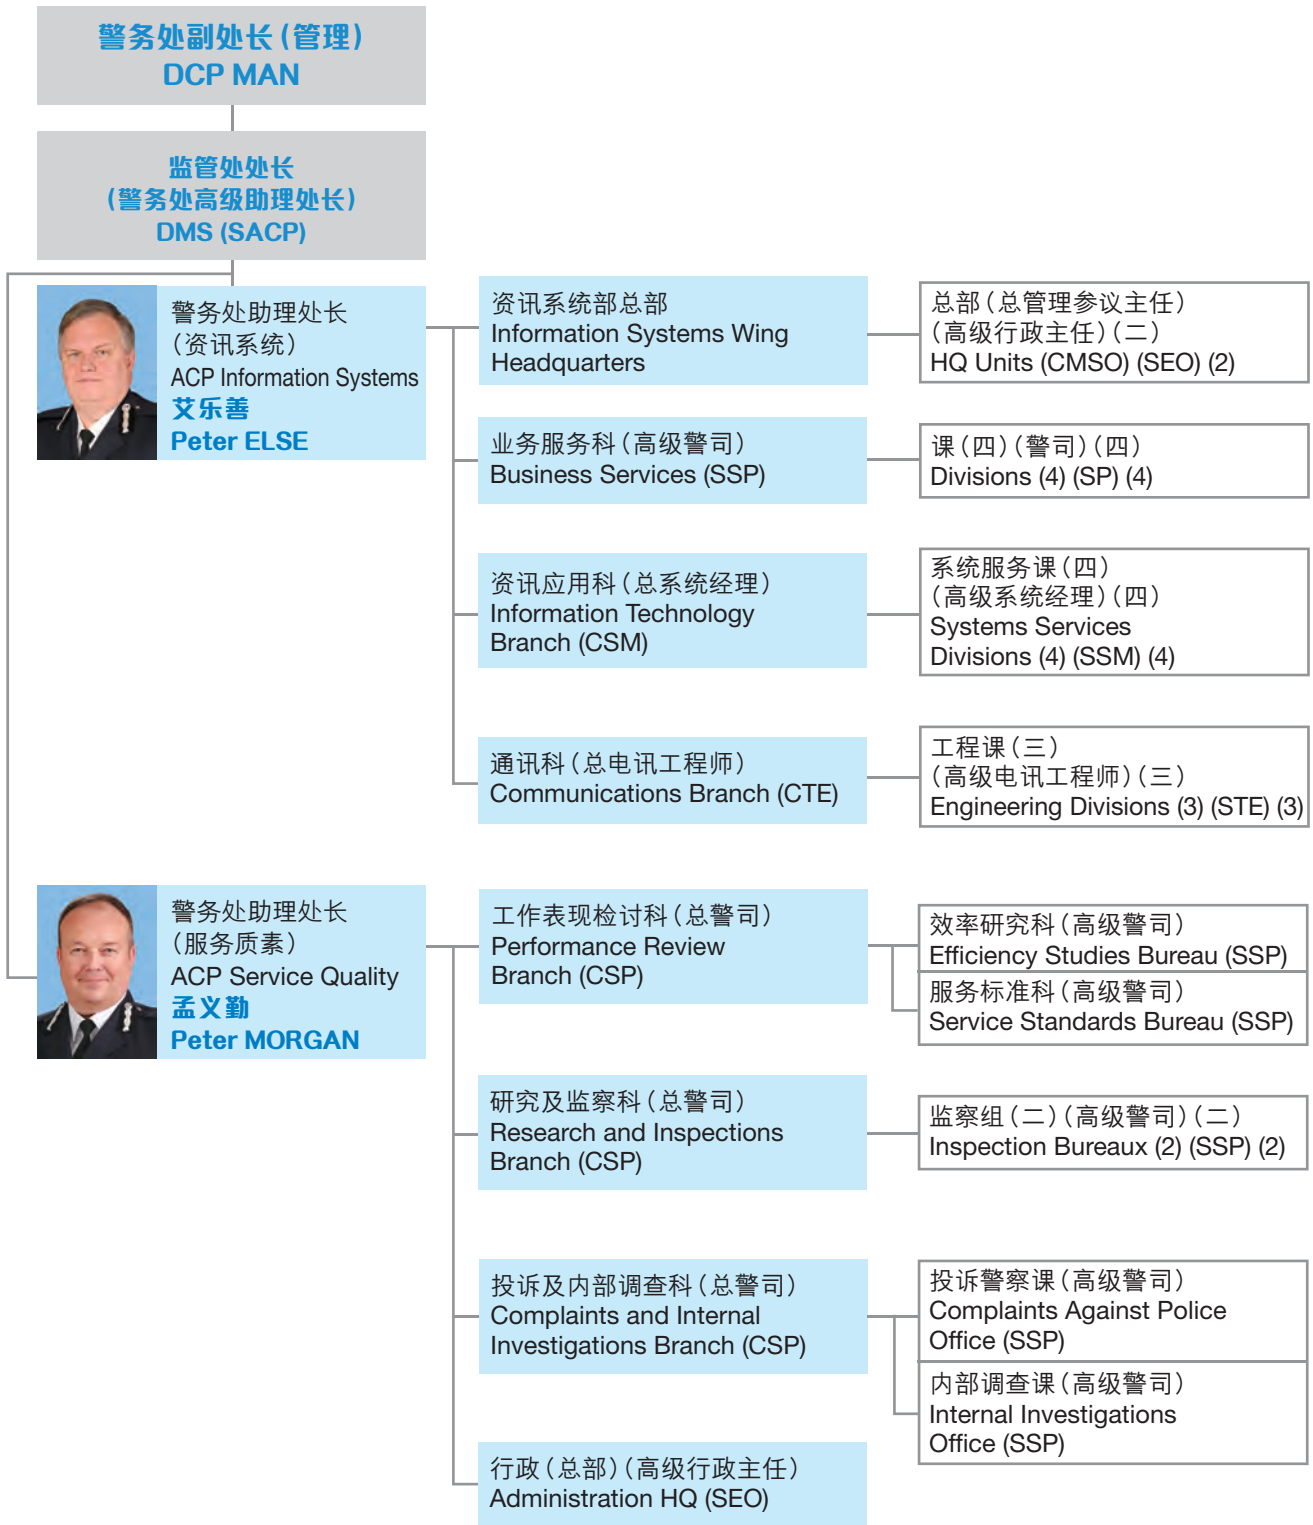 警务处副处长（管理）
DCP MAN
监管处处长
（警务处高级助理处长）
DMS (SACP)
警务处助理处长
（资讯系统）
ACP Information Systems
艾乐善
Peter ELSE
资讯系统部总部
Information Systems Wing
Headquarters
总部（总管理参议主任）
（高级行政主任）（二）
HQ Units (CMSO) (SEO) (2)
业务服务科（高级警司）
Business Services (SSP)
课（四）（警司）（四）
Divisions (4) (SP) (4)
资讯应用科（总系统经理）
Information Technology
Branch (CSM)
系统服务课（四）
（高级系统经理）（四）
Systems Services
Divisions (4) (SSM) (4)
通讯科（总电讯工程师）
Communications Branch (CTE)
工程课（三）
（高级电讯工程师）（三）
Engineering Divisions (3) (STE) (3)
警务处助理处长
（服务质素）
ACP Service Quality
孟义勤
Peter MORGAN
工作表现检讨科（总警司）
Performance Review
Branch (CSP)
效率研究科（高级警司）
Efficiency Studies Bureau (SSP)
服务标准科（高级警司）
Service Standards Bureau (SSP)
研究及监察科（总警司）
Research and Inspections
Branch (CSP)
监察组（二）（高级警司）（二）
Inspection Bureaux (2) (SSP) (2)
投诉及内部调查科（总警司）
Complaints and Internal
Investigations Branch (CSP)
投诉警察课（高级警司）
Complaints Against Police
Office (SSP)
内部调查课（高级警司）
Internal Investigations
Office (SSP)
行政（总部）（高级行政主任）
Administration HQ (SEO)